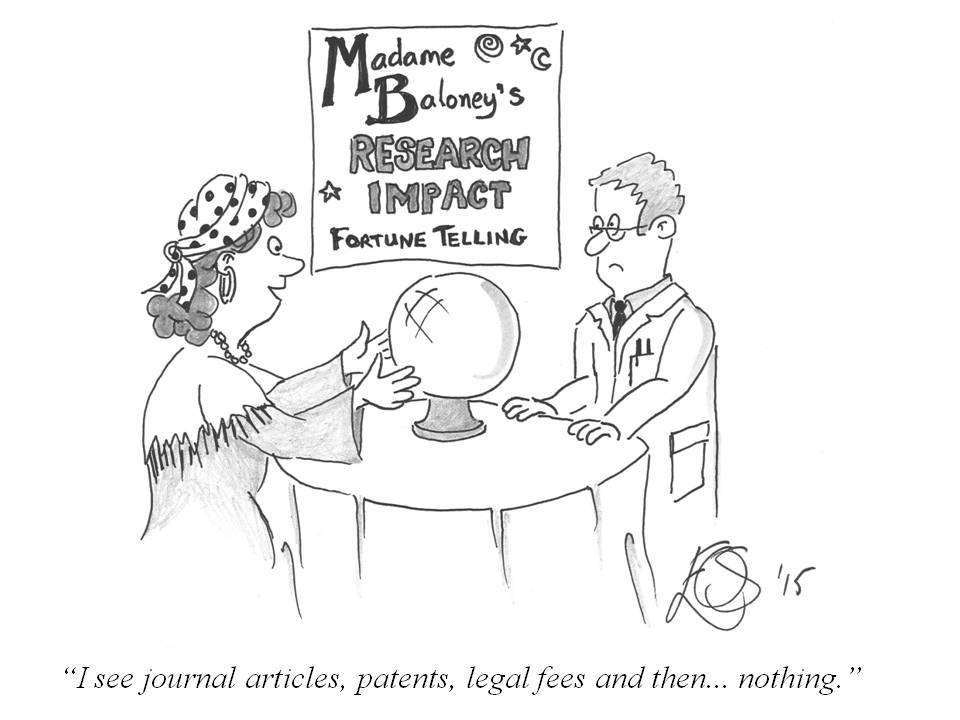 Madame
Baloney's
RESEARCH
IMPACT
FORTUNE TELLING
'15
“I see journal articles, patents, legal fees and then... nothing.”